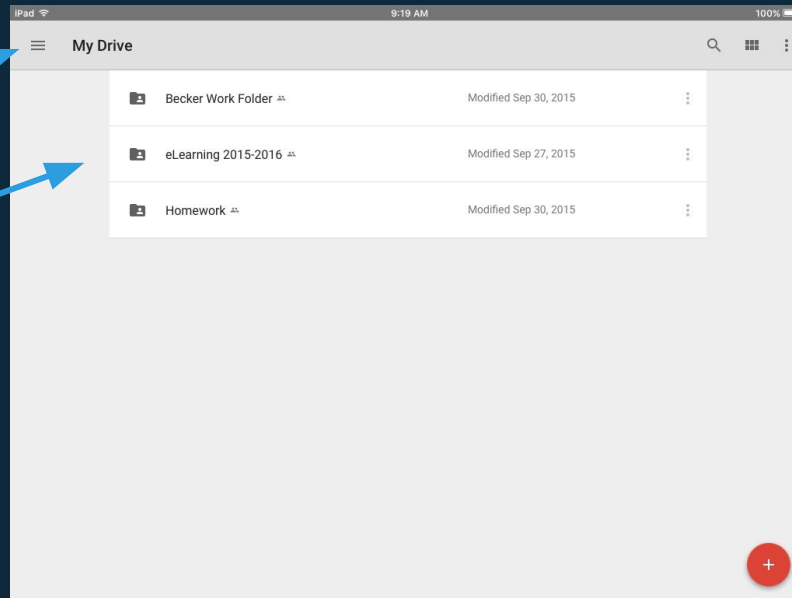 iPad 9:19 AM 100%
My Drive
Becker Work Folder Modified Sep 30, 2015
eLearning 2015-2016 Modified Sep 27, 2015
Homework Modified Sep 30, 2015